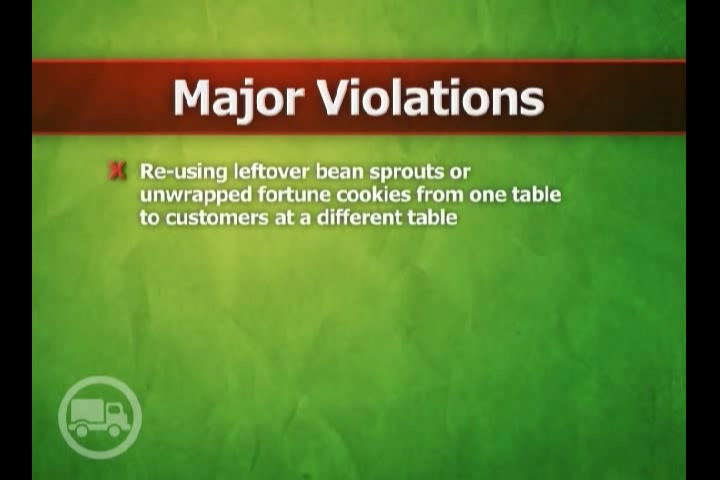 Major Violations
X Re-using leftover bean sprouts or
unwrapped fortune cookies from one table
to customers at a different table